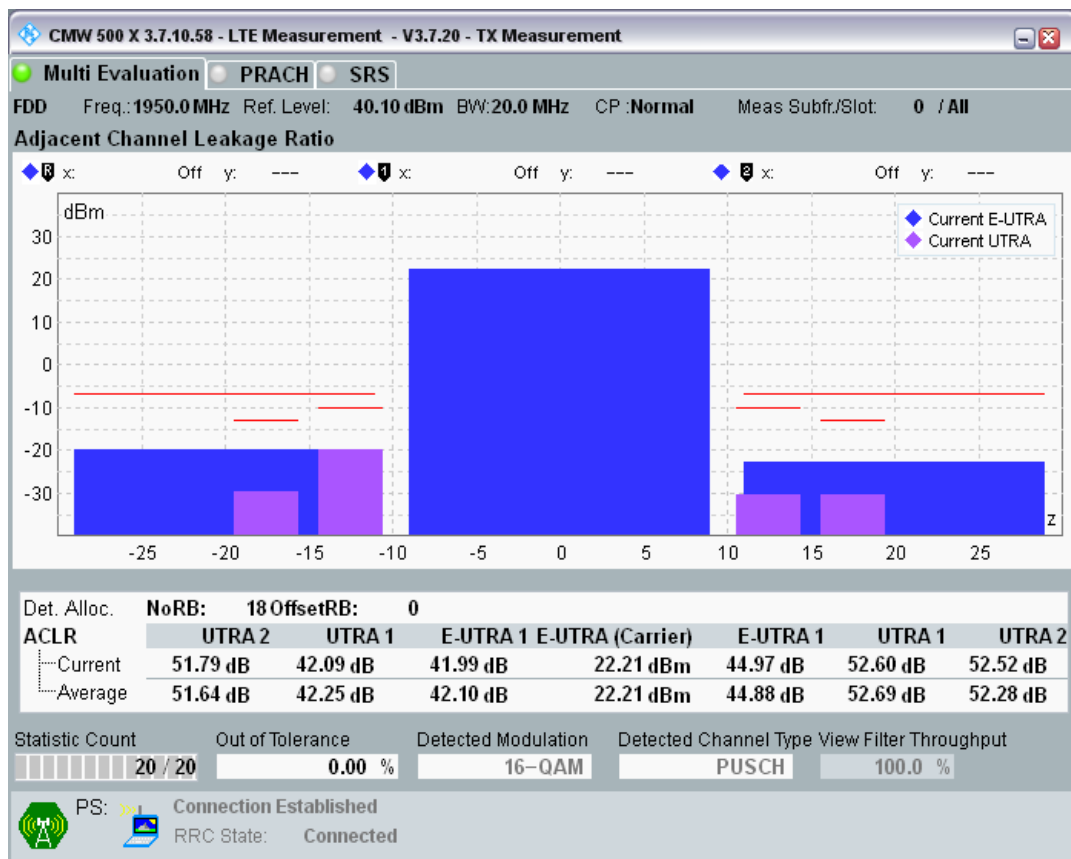 CMW 500 X 3.7.10.58 - LTE Measurement - V3.7.20 - TX Measurement
Multi Evaluation PRACH SRS
FDD Freq.:1950.0 MHz Ref. Level: 40.10 dBm BW:20.0 MHz CP :Normal Meas Subfr./Slot: 0 / All
Adjacent Channel Leakage Ratio
R x: Off y: --- 1 x: Off y: --- 2 x: Off y: ---
dBm
Current E-UTRA
Current UTRA
30
20
10
0
-10
-20
-30
z
-25 -20 -15 -10 -5 0 5 10 15 20 25
Det. Alloc. NoRB: 18 OffsetRB: 0
ACLR UTRA 2 UTRA 1 E-UTRA 1 E-UTRA (Carrier) E-UTRA 1 UTRA 1 UTRA 2
Current 51.79 dB 42.09 dB 41.99 dB 22.21 dBm 44.97 dB 52.60 dB 52.52 dB
Average 51.64 dB 42.25 dB 42.10 dB 22.21 dBm 44.88 dB 52.69 dB 52.28 dB
Statistic Count Out of Tolerance Detected Modulation Detected Channel Type View Filter Throughput
20 / 20 0.00 % 16-QAM PUSCH 100.0 %
PS: Connection Established
RRC State: Connected